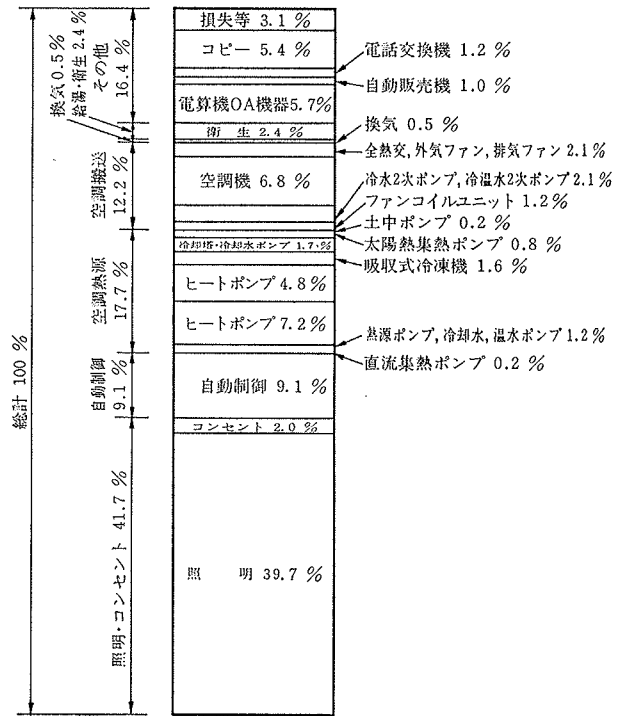 損失等 3.1 %
コピー 5.4 %
電話交換機 1.2 %
自動販売機 1.0 %
電算機OA機器5.7%
衛 生 2.4 %
換気 0.5 %
全熱交,外気ファン,排気ファン 2.1%
空調機 6.8 %
冷水2次ポンプ,冷温水2次ポンプ2.1%
ファンコイルユニット 1.2%
土中ポンプ 0.2 %
太陽熱集熱ポンプ 0.8 %
冷却塔・冷却水ポンプ 1.7%
吸収式冷凍機 1.6 %
ヒートポンプ 4.8 %
ヒートポンプ 7.2 %
熱源ポンプ,冷却水,温水ポンプ1.2%
直流集熱ポンプ 0.2 %
自動制御 9.1 %
コンセント 2.0 %
照 明 39.7 %
換気 0.5 %
給湯・衛生 2.4 %
その他
16.4 %
空調搬送
12.2 %
空調熱源
17.7 %
自動制御
9.1 %
照明・コンセント 41.7 %
総計 100 %